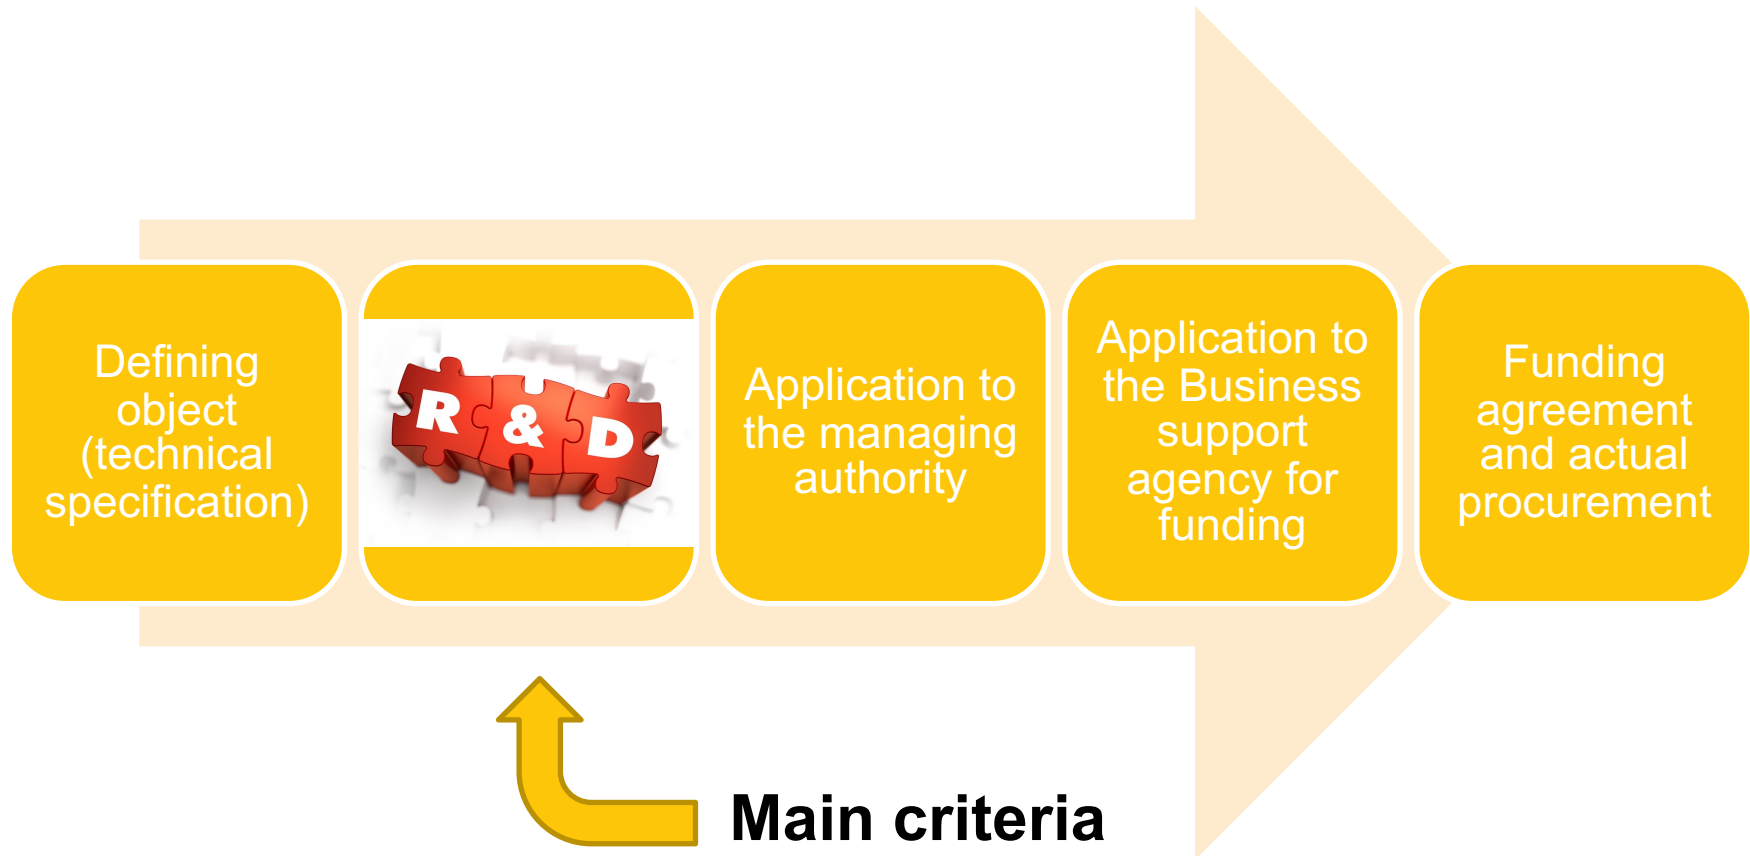 Defining
object
(technical
specification)
R & D
Application to
the managing
authority
Application to
the Business
support
agency for
funding
Funding
agreement
and actual
procurement
Main criteria